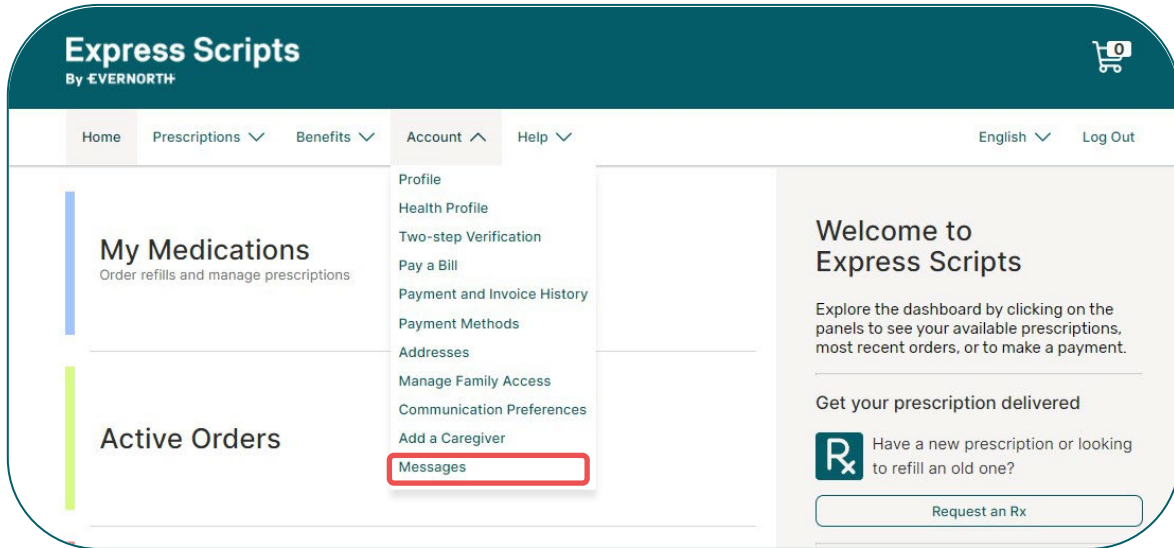 Express Scripts
By EVERNORTH
0
Home Prescriptions Benefits Account Help English Log Out
Profile
Health Profile
Two-step Verification
Pay a Bill
Payment and Invoice History
Payment Methods
Addresses
Manage Family Access
Communication Preferences
Add a Caregiver
Messages
My Medications
Order refills and manage prescriptions
Active Orders
Welcome to
Express Scripts
Explore the dashboard by clicking on the
panels to see your available prescriptions,
most recent orders, or to make a payment.
Get your prescription delivered
Rx
Have a new prescription or looking
to refill an old one?
Request an Rx